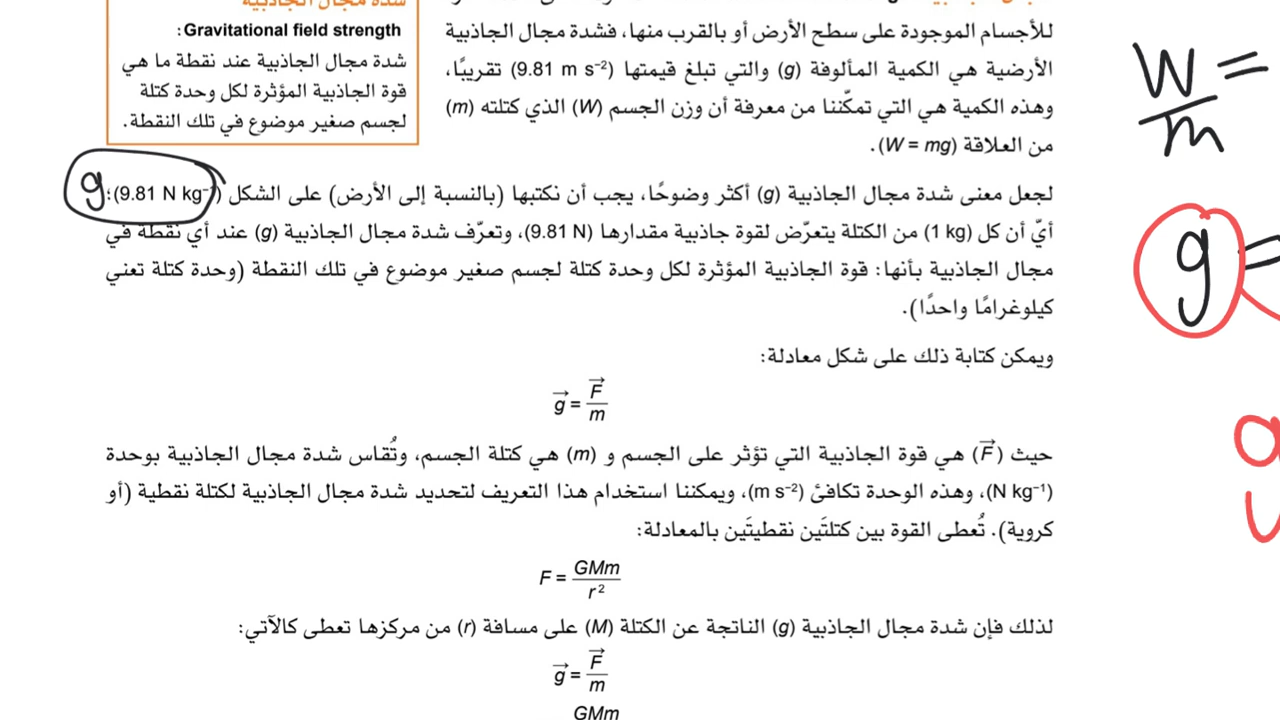 شدة مجال الجاذبية
Gravitational field strength:
شدة مجال الجاذبية عند نقطة ما هي
قوة الجاذبية المؤثرة لكل وحدة كتلة
لجسم صغير موضوع في تلك النقطة.
للأجسام الموجودة على سطح الأرض أو بالقرب منها، فشدة مجال الجاذبية
الأرضية هي الكمية المألوفة (g) والتي تبلغ قيمتها (9.81 m s⁻²) تقريبًا،
وهذه الكمية هي التي تمكّننا من معرفة أن وزن الجسم (W) الذي كتلته (m)
من العلاقة (W = mg).
W/m =
لجعل معنى شدة مجال الجاذبية (g) أكثر وضوحًا، يجب أن نكتبها (بالنسبة إلى الأرض) على الشكل (9.81 N kg⁻¹)؛
g
أيّ أن كل (1 kg) من الكتلة يتعرّض لقوة جاذبية مقدارها (9.81 N)، وتعرّف شدة مجال الجاذبية (g) عند أي نقطة في
مجال الجاذبية بأنها: قوة الجاذبية المؤثرة لكل وحدة كتلة لجسم صغير موضوع في تلك النقطة (وحدة كتلة تعني
كيلوغرامًا واحدًا).
g =
ويمكن كتابة ذلك على شكل معادلة:
g⃗ = F⃗/m
حيث (F⃗) هي قوة الجاذبية التي تؤثر على الجسم و (m) هي كتلة الجسم، وتُقاس شدة مجال الجاذبية بوحدة
(N kg⁻¹)، وهذه الوحدة تكافئ (m s⁻²)، ويمكننا استخدام هذا التعريف لتحديد شدة مجال الجاذبية لكتلة نقطية (أو
كروية). تُعطى القوة بين كتلتَين نقطيتَين بالمعادلة:
F = GMm/r²
لذلك فإن شدة مجال الجاذبية (g) الناتجة عن الكتلة (M) على مسافة (r) من مركزها تعطى كالآتي:
g⃗ = F⃗/m
GMm